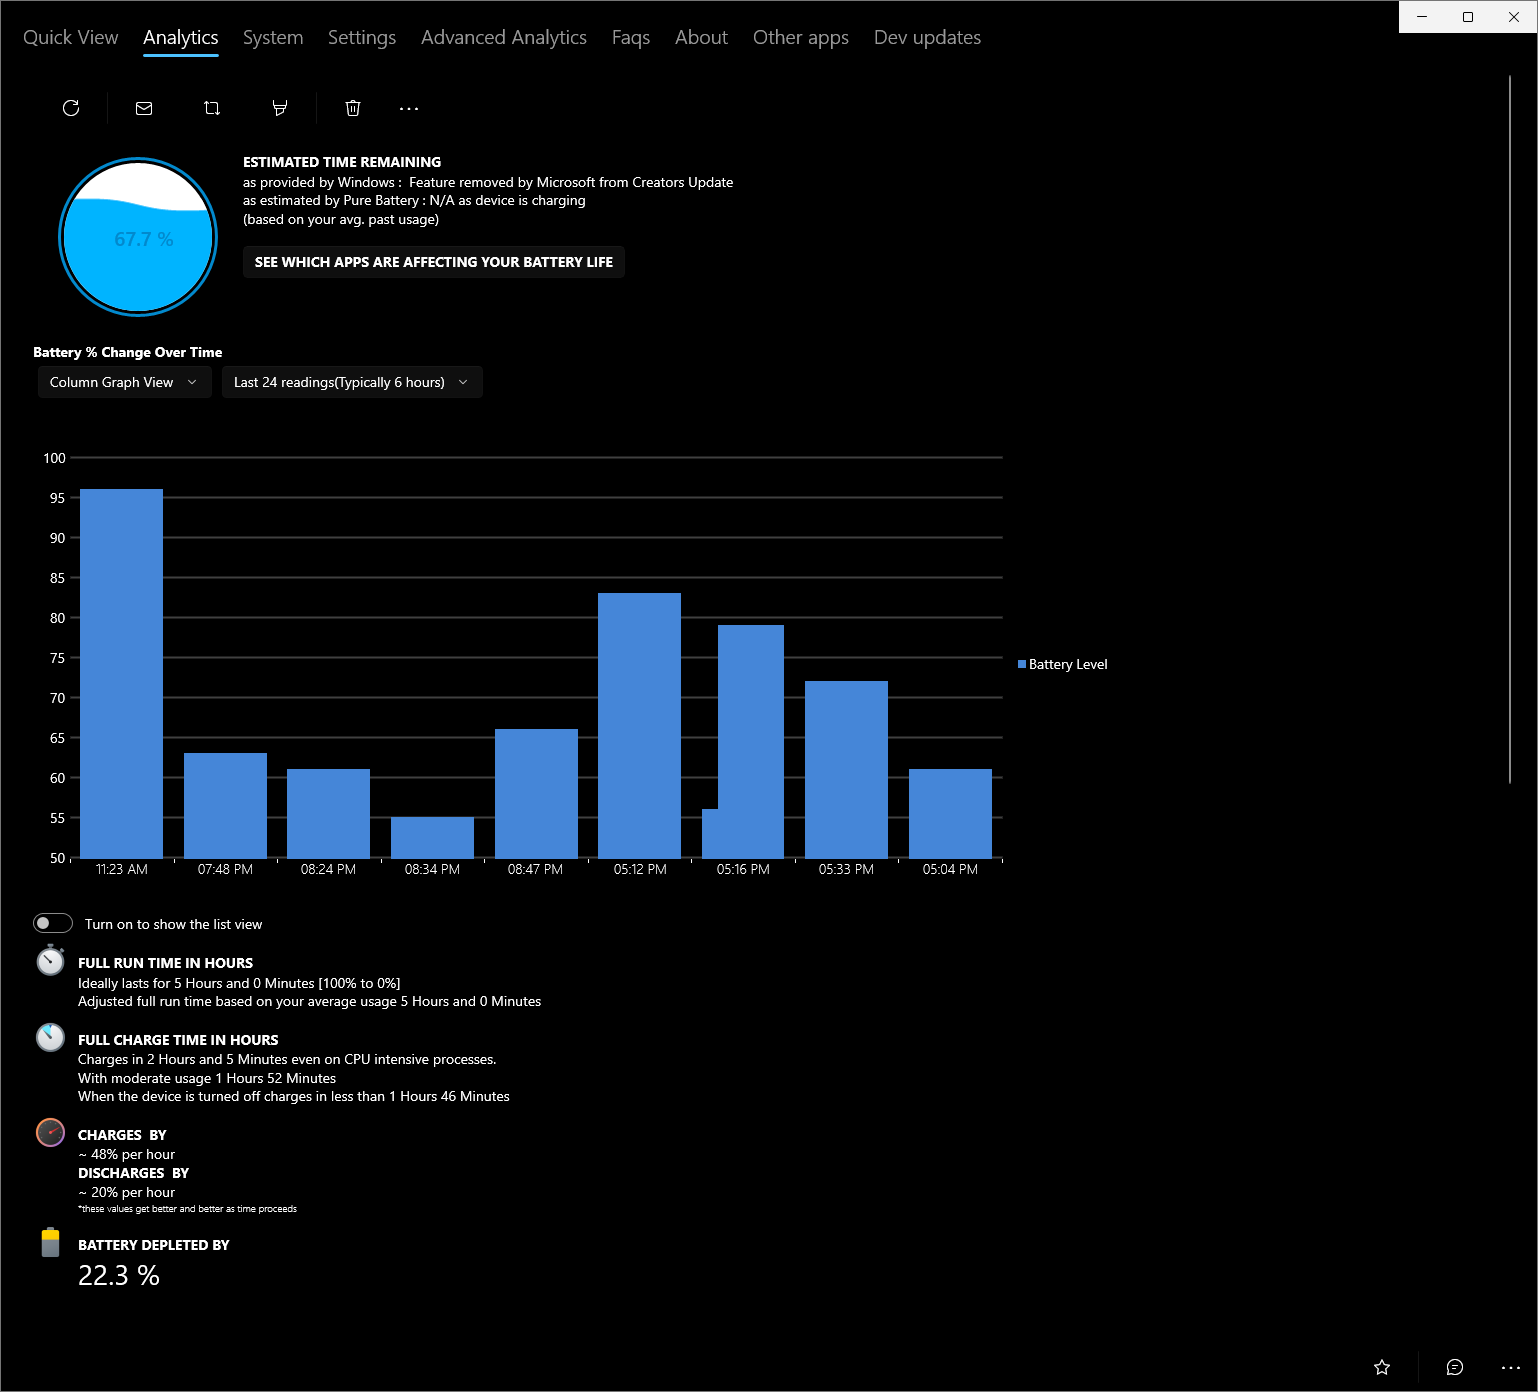 Quick View Analytics System Settings Advanced Analytics Faqs About Other apps Dev updates
ESTIMATED TIME REMAINING
as provided by Windows : Feature removed by Microsoft from Creators Update
as estimated by Pure Battery : N/A as device is charging
(based on your avg. past usage)
67.7 %
SEE WHICH APPS ARE AFFECTING YOUR BATTERY LIFE
Battery % Change Over Time
Column Graph View Last 24 readings(Typically 6 hours)
100
95
90
85
80
75
70
65
60
55
50
Battery Level
11:23 AM 07:48 PM 08:24 PM 08:34 PM 08:47 PM 05:12 PM 05:16 PM 05:33 PM 05:04 PM
Turn on to show the list view
FULL RUN TIME IN HOURS
Ideally lasts for 5 Hours and 0 Minutes [100% to 0%]
Adjusted full run time based on your average usage 5 Hours and 0 Minutes
FULL CHARGE TIME IN HOURS
Charges in 2 Hours and 5 Minutes even on CPU intensive processes.
With moderate usage 1 Hours 52 Minutes
When the device is turned off charges in less than 1 Hours 46 Minutes
CHARGES BY
~ 48% per hour
DISCHARGES BY
~ 20% per hour
*these values get better and better as time proceeds
BATTERY DEPLETED BY
22.3 %